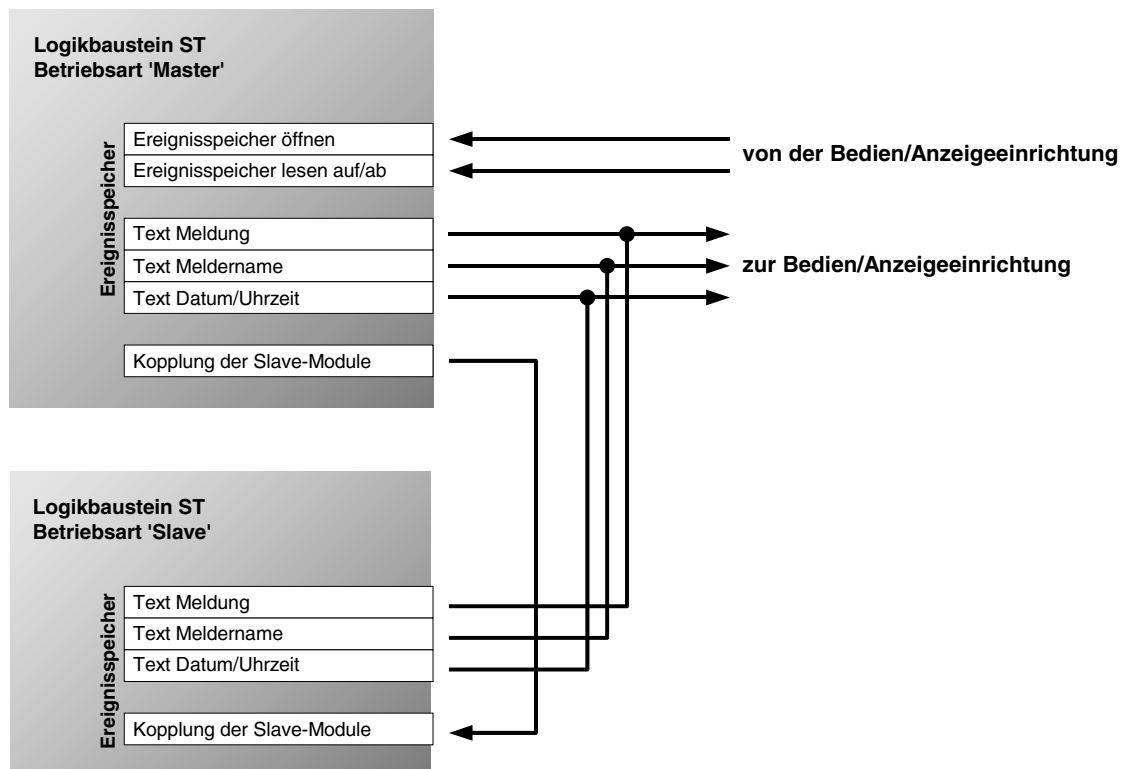 Logikbaustein ST
Betriebsart 'Master'
Ereignisspeicher
Ereignisspeicher öffnen
Ereignisspeicher lesen auf/ab
von der Bedien/Anzeigeeinrichtung
Text Meldung
Text Meldername
Text Datum/Uhrzeit
zur Bedien/Anzeigeeinrichtung
Kopplung der Slave-Module
Logikbaustein ST
Betriebsart 'Slave'
Ereignisspeicher
Text Meldung
Text Meldername
Text Datum/Uhrzeit
Kopplung der Slave-Module